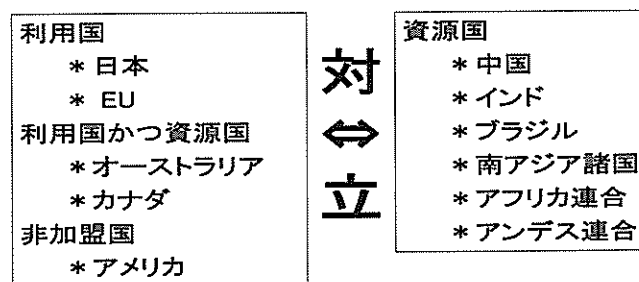 利用国
*日本
*EU
利用国かつ資源国
*オーストラリア
*カナダ
非加盟国
*アメリカ
対
⇔
立
資源国
*中国
*インド
*ブラジル
*南アジア諸国
*アフリカ連合
*アンデス連合